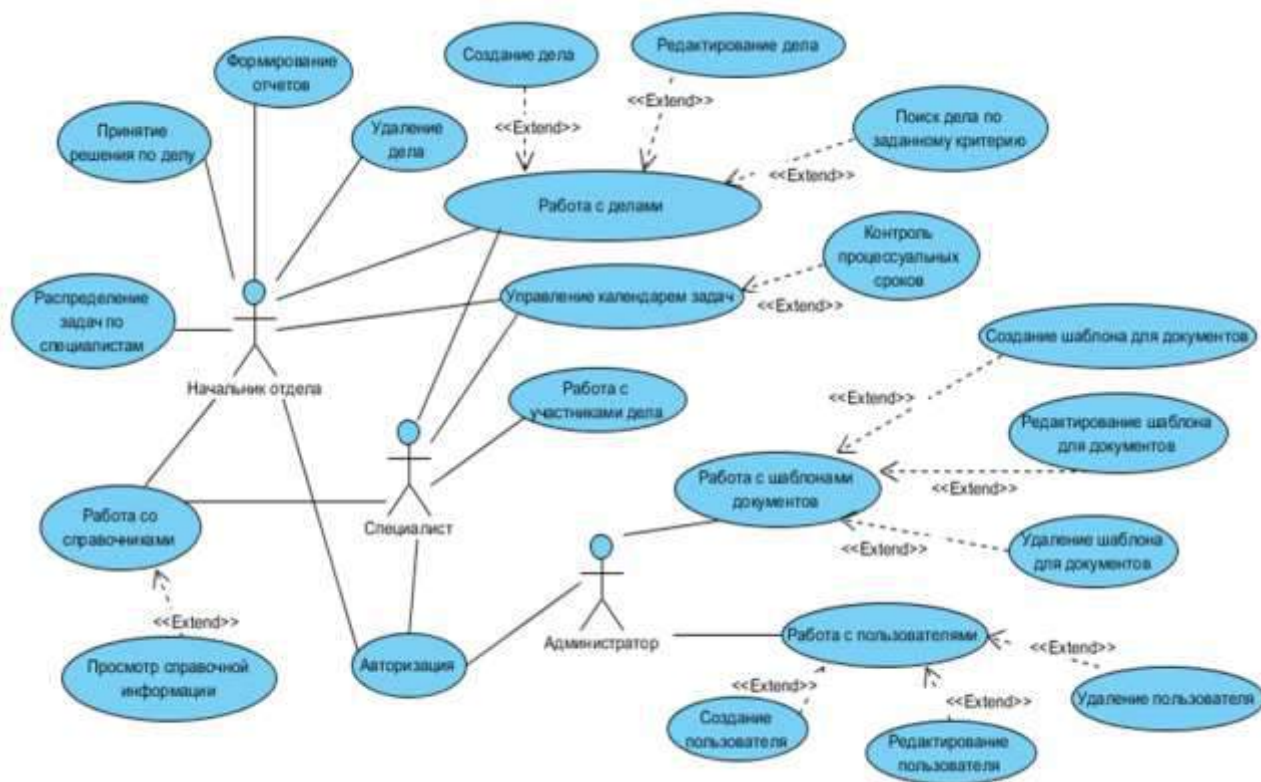 Формирование
отчетов
Создание дела
Редактирование дела
<<Extend>>
<<Extend>>
Принятие
решения по делу
Удаление
дела
Поиск дела по
заданному критерию
<<Extend>>
Работа с делами
Контроль
процессуальных
сроков
<<Extend>>
Распределение
задач по
специалистам
Управление календарем задач
Начальник отдела
Создание шаблона для документов
<<Extend>>
Работа с
участниками дела
Редактирование шаблона
для документов
<<Extend>>
Работа с шаблонами
документов
Работа со
справочниками
Специалист
Удаление шаблона
для документов
<<Extend>>
<<Extend>>
Просмотр справочной
информации
Авторизация
Администратор
Работа с пользователями
<<Extend>>
<<Extend>>
<<Extend>>
Удаление пользователя
Создание
пользователя
Редактирование
пользователя